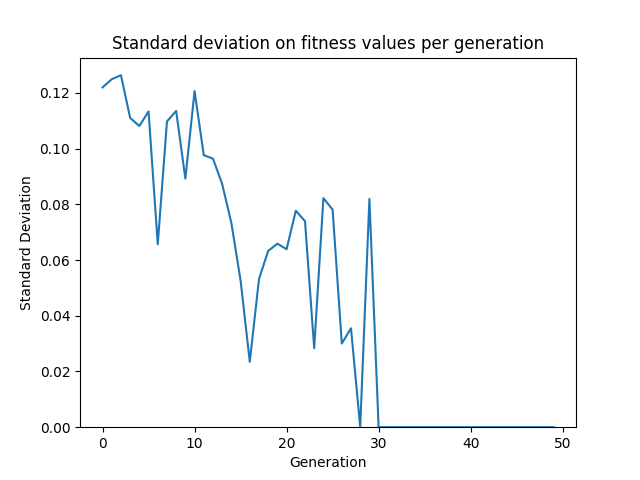 Standard deviation on fitness values per generation
Standard Deviation
0.12
0.10
0.08
0.06
0.04
0.02
0.00
0 10 20 30 40 50
Generation